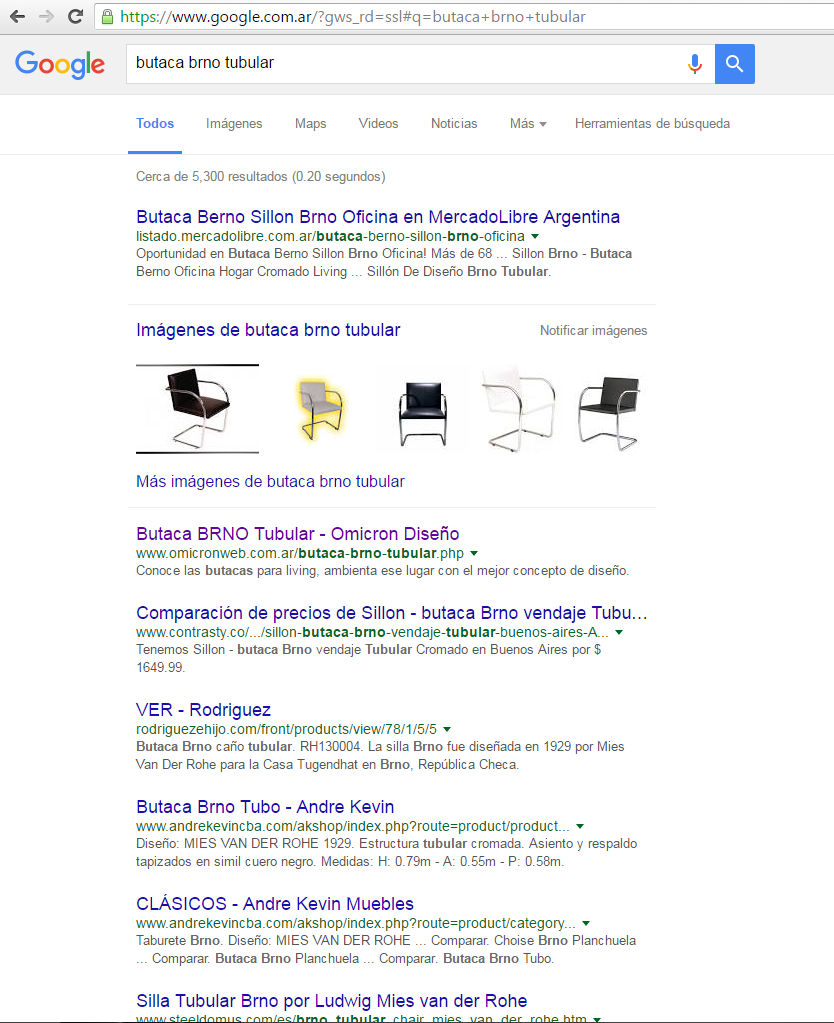 https://www.google.com.ar/?gws_rd=ssl#q=butaca+brno+tubular
Google
butaca brno tubular
Todos Imágenes Maps Videos Noticias Más Herramientas de búsqueda
Cerca de 5,300 resultados (0.20 segundos)
Butaca Berno Sillon Brno Oficina en MercadoLibre Argentina
listado.mercadolibre.com.ar/butaca-berno-sillon-brno-oficina
Oportunidad en Butaca Berno Sillon Brno Oficina! Más de 68 ... Sillon Brno - Butaca
Berno Oficina Hogar Cromado Living ... Sillón De Diseño Brno Tubular.
Imágenes de butaca brno tubular Notificar imágenes
Más imágenes de butaca brno tubular
Butaca BRNO Tubular - Omicron Diseño
www.omicronweb.com.ar/butaca-brno-tubular.php
Conoce las butacas para living, ambienta ese lugar con el mejor concepto de diseño.
Comparación de precios de Sillon - butaca Brno vendaje Tubu...
www.contrasty.co/.../sillon-butaca-brno-vendaje-tubular-buenos-aires-A...
Tenemos Sillon - butaca Brno vendaje Tubular Cromado en Buenos Aires por $
1649.99.
VER - Rodriguez
rodriguezehijo.com/front/products/view/78/1/5/5
Butaca Brno caño tubular. RH130004. La silla Brno fue diseñada en 1929 por Mies
Van Der Rohe para la Casa Tugendhat en Brno, República Checa.
Butaca Brno Tubo - Andre Kevin
www.andrekevincba.com/akshop/index.php?route=product/product...
Diseño: MIES VAN DER ROHE 1929. Estructura tubular cromada. Asiento y respaldo
tapizados en simil cuero negro. Medidas: H: 0.79m - A: 0.55m - P: 0.58m.
CLÁSICOS - Andre Kevin Muebles
www.andrekevincba.com/akshop/index.php?route=product/category...
Taburete Brno. Diseño: MIES VAN DER ROHE ... Comparar. Choise Brno Planchuela
... Comparar. Butaca Brno Planchuela ... Comparar. Butaca Brno Tubo.
Silla Tubular Brno por Ludwig Mies van der Rohe
www.steeldomus.com/es/brno_tubular_chair_mies_van_der_rohe.htm